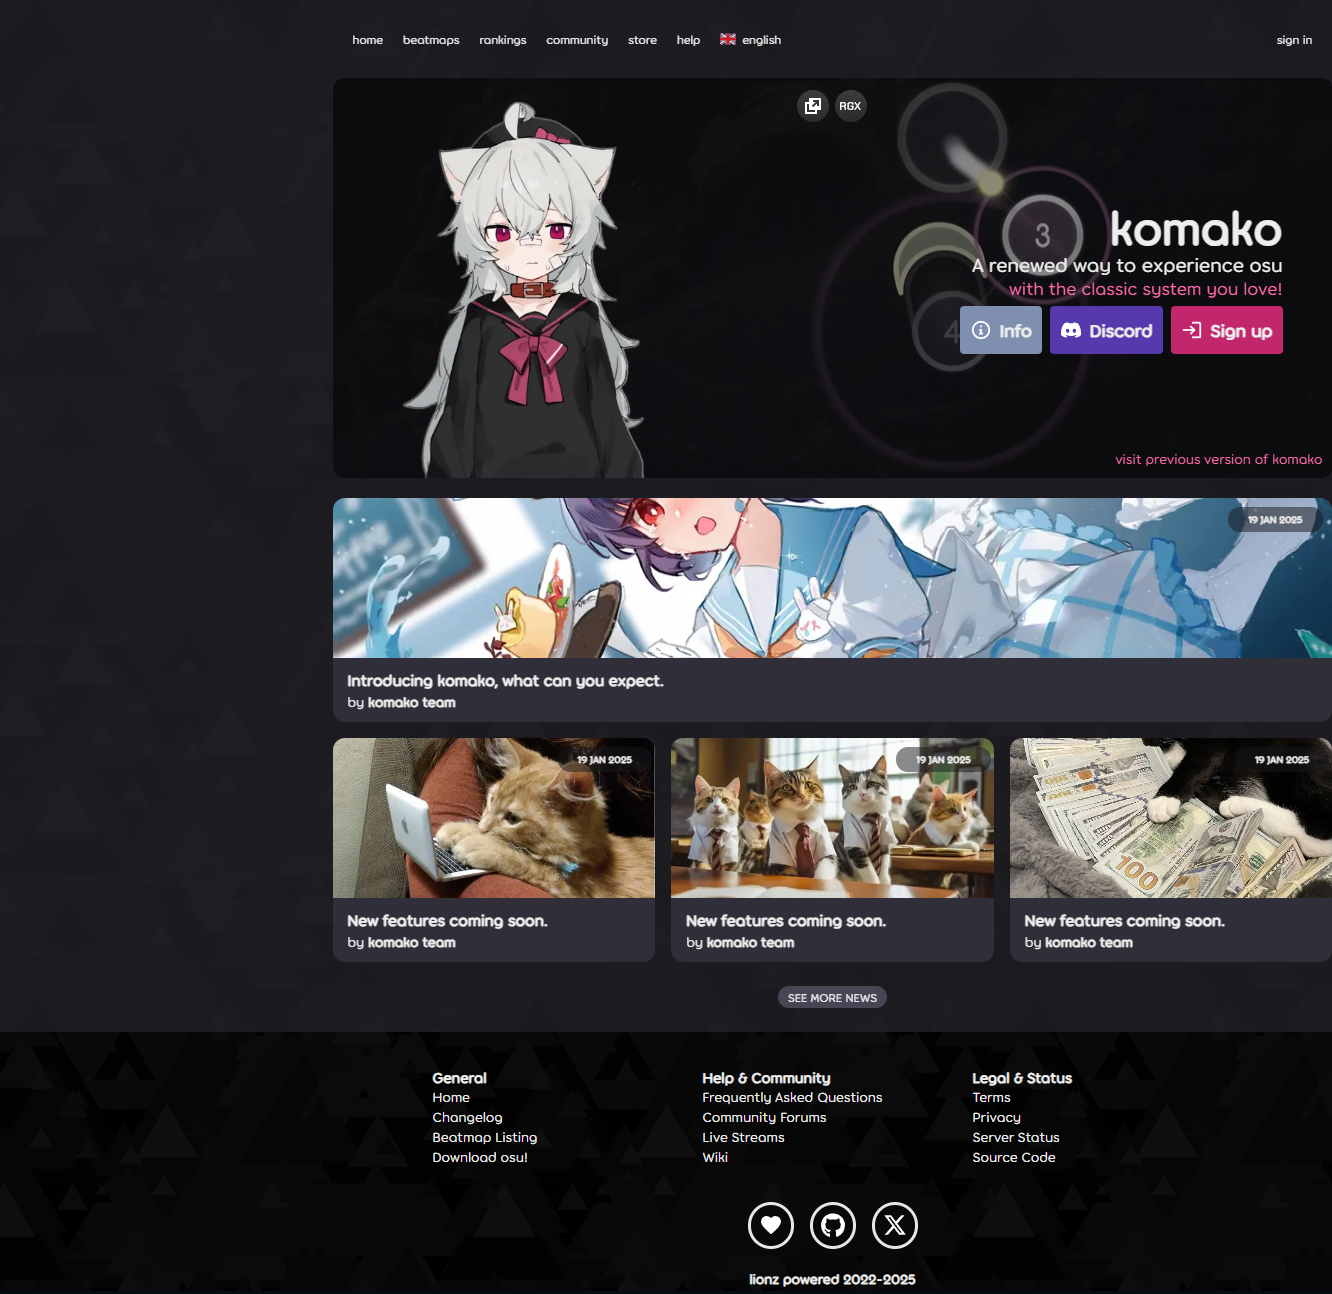 home beatmaps rankings community store help english sign in
RGX
3
komako
A renewed way to experience osu
with the classic system you love!
4
Info Discord Sign up
visit previous version of komako
19 JAN 2025
Introducing komako, what can you expect.
by komako team
19 JAN 2025
New features coming soon.
by komako team
19 JAN 2025
New features coming soon.
by komako team
19 JAN 2025
100
New features coming soon.
by komako team
SEE MORE NEWS
General
Home
Changelog
Beatmap Listing
Download osu!
Help & Community
Frequently Asked Questions
Community Forums
Live Streams
Wiki
Legal & Status
Terms
Privacy
Server Status
Source Code
lionz powered 2022-2025